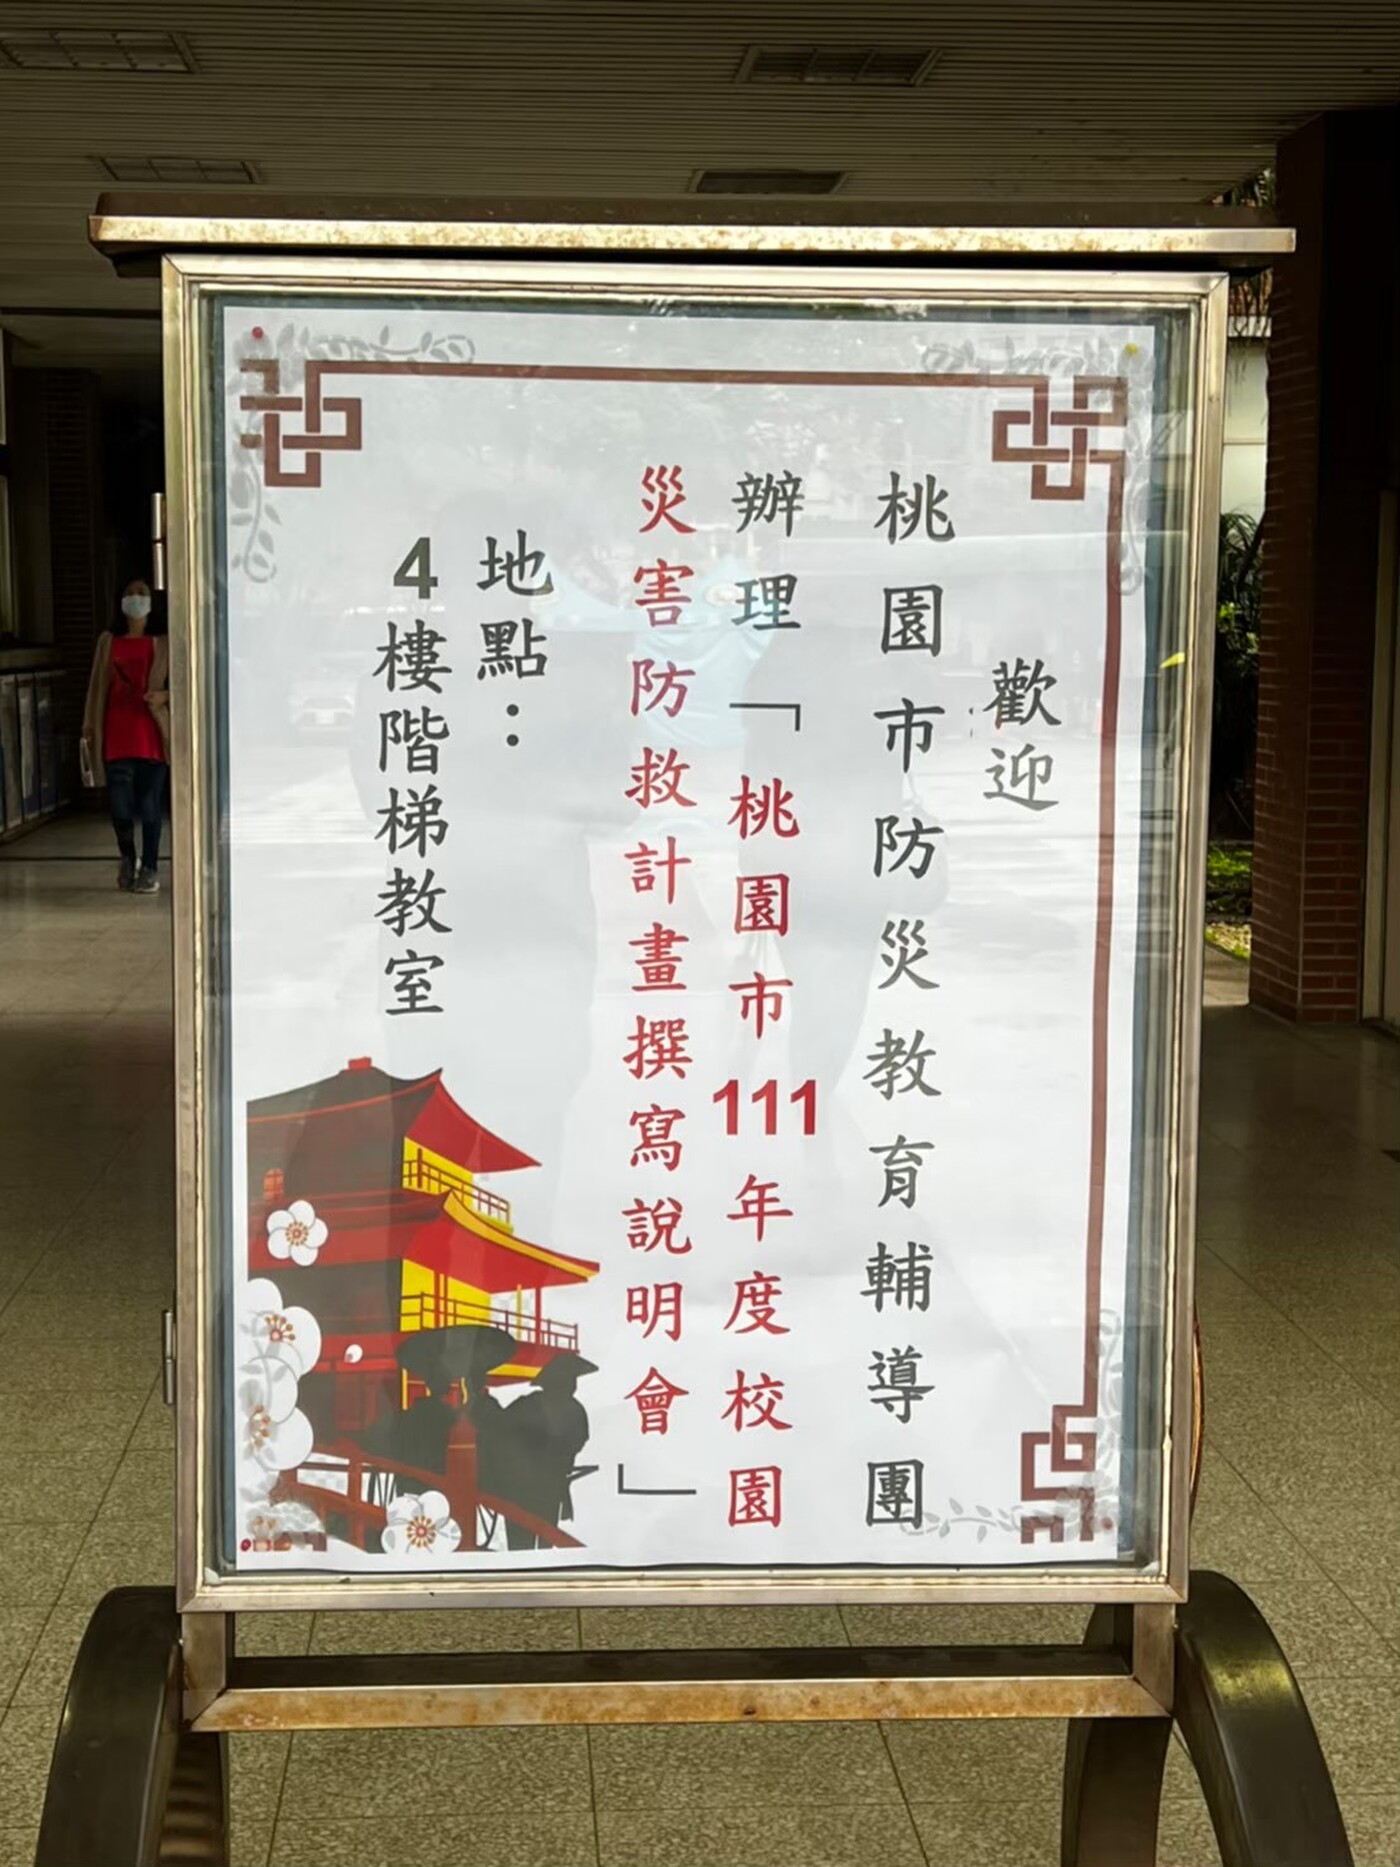 歡迎
桃園市防災教育輔導團
辦理「桃園市111年度校園
災害防救計畫撰寫說明會」
地點：
4樓階梯教室